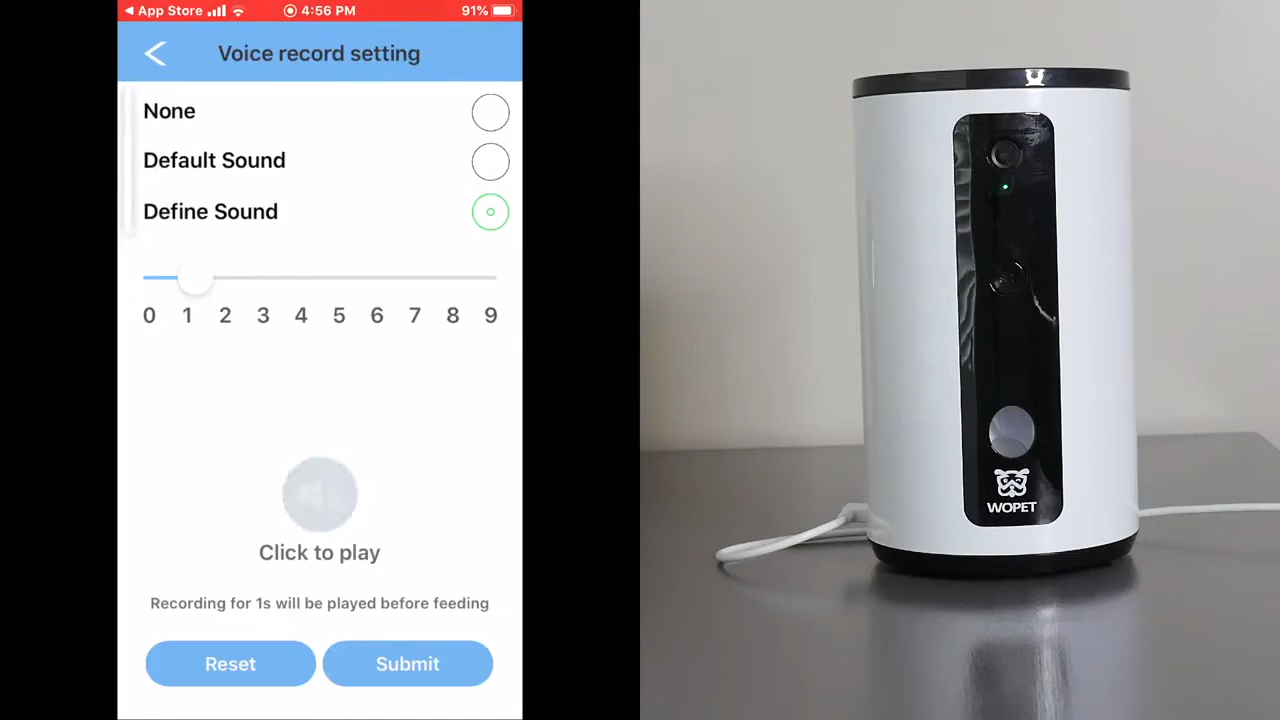 App Store 4:56 PM 91%
Voice record setting
None
Default Sound
Define Sound
0 1 2 3 4 5 6 7 8 9
Click to play
Recording for 1s will be played before feeding
Reset Submit
WOPET